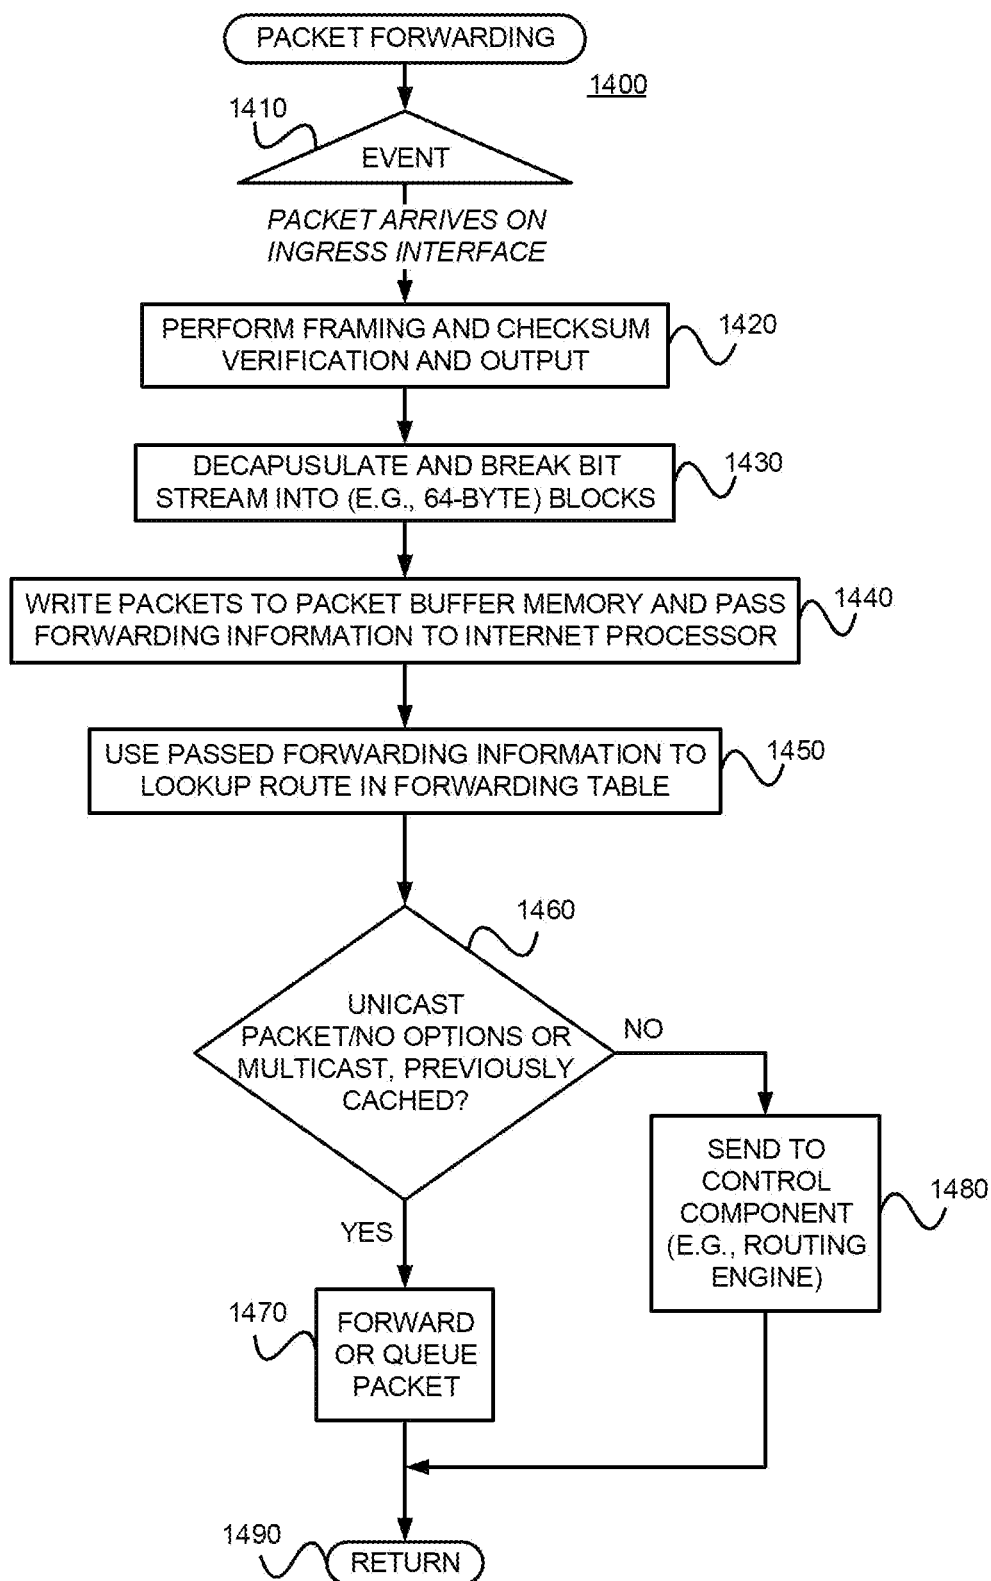 PACKET FORWARDING
1400
1410
EVENT
PACKET ARRIVES ON
INGRESS INTERFACE
PERFORM FRAMING AND CHECKSUM
VERIFICATION AND OUTPUT
1420
DECAPUSULATE AND BREAK BIT
STREAM INTO (E.G., 64-BYTE) BLOCKS
1430
WRITE PACKETS TO PACKET BUFFER MEMORY AND PASS
FORWARDING INFORMATION TO INTERNET PROCESSOR
1440
USE PASSED FORWARDING INFORMATION TO
LOOKUP ROUTE IN FORWARDING TABLE
1450
1460
UNICAST
PACKET/NO OPTIONS OR
MULTICAST, PREVIOUSLY
CACHED?
NO
YES
SEND TO
CONTROL
COMPONENT
(E.G., ROUTING
ENGINE)
1480
1470
FORWARD
OR QUEUE
PACKET
1490
RETURN